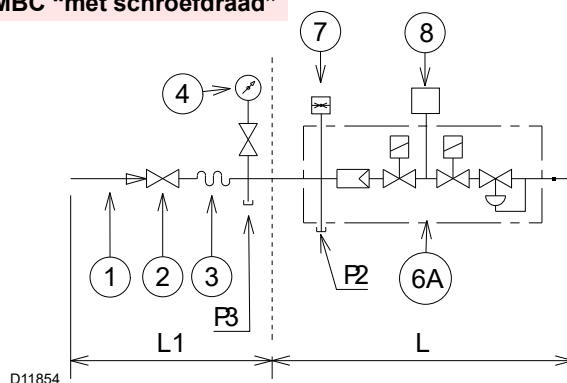 MBC “met schroefdraad”
7
8
4
1
2
3
P2
6A
P3
L1
L
D11854